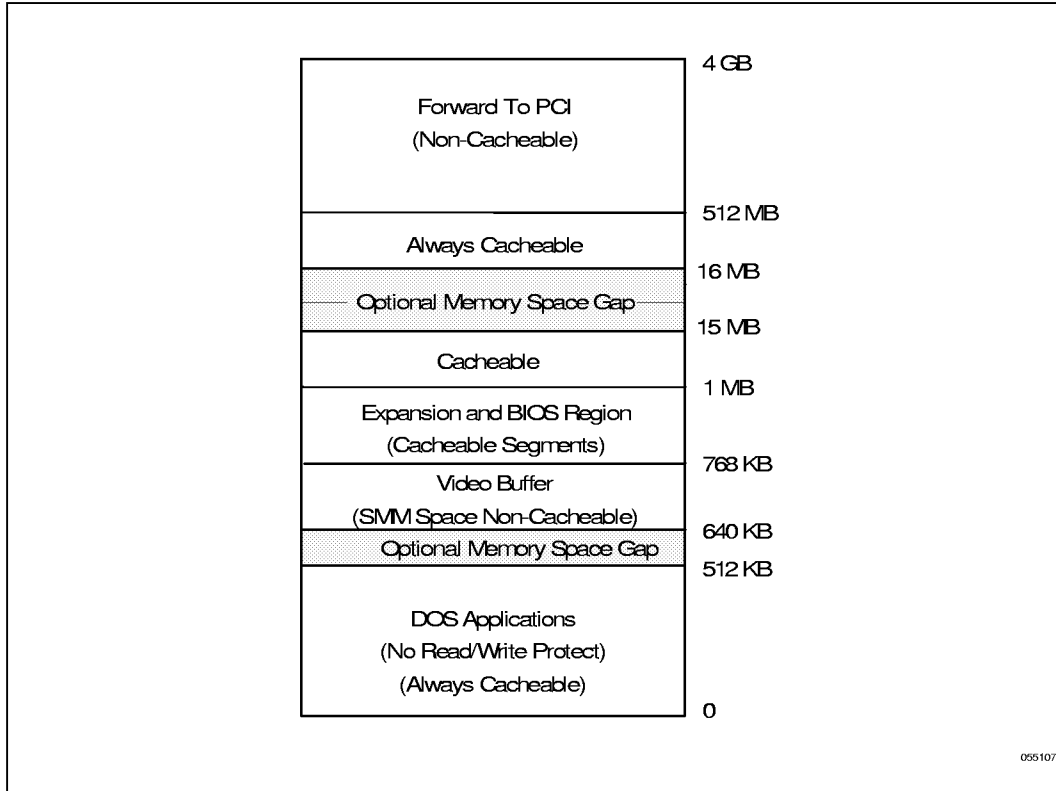 4 GB
Forward To PCI
(Non-Cacheable)
512 MB
Always Cacheable
16 MB
Optional Memory Space Gap
15 MB
Cacheable
1 MB
Expansion and BIOS Region
(Cacheable Segments)
768 KB
Video Buffer
(SMM Space Non-Cacheable)
640 KB
Optional Memory Space Gap
512 KB
DOS Applications
(No Read/Write Protect)
(Always Cacheable)
0
055107